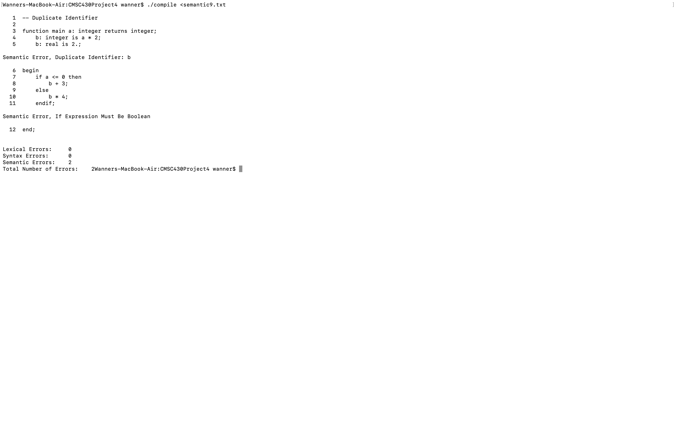 Wanners-MacBook-Air:CMSC430Project4 wanner$ ./compile <semantic9.txt
1 -- Duplicate Identifier
2
3 function main a: integer returns integer;
4 b: integer is a * 2;
5 b: real is 2.;
Semantic Error, Duplicate Identifier: b
6 begin
7 if a <= 0 then
8 b + 3;
9 else
10 b * 4;
11 endif;
Semantic Error, If Expression Must Be Boolean
12 end;
Lexical Errors: 0
Syntax Errors: 0
Semantic Errors: 2
Total Number of Errors: 2Wanners-MacBook-Air:CMSC430Project4 wanner$